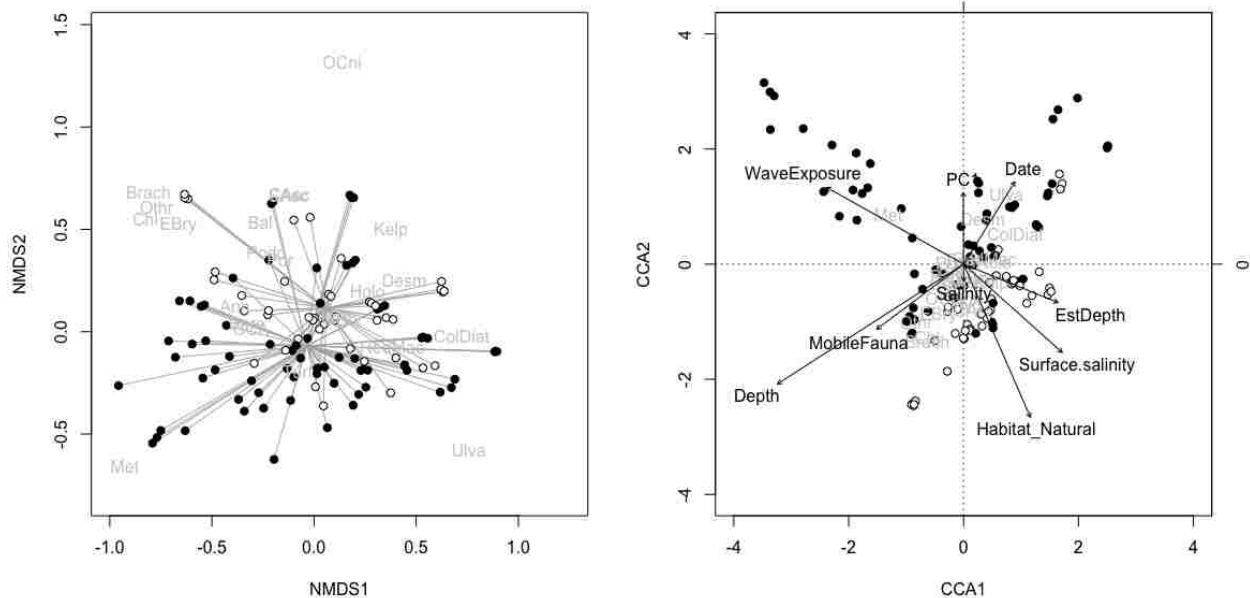 1.5
1.0
0.5
0.0
-0.5
NMDS2
OCni
Brach
Othr
Chl
EBry
CAsc
Bal
Kelp
Desm
Holo
ColDiat
Ulva
Mel
-1.0 -0.5 0.0 0.5 1.0
NMDS1
4
2
0
-2
-4
CCA2
WaveExposure
PC1
Date
Ulva
Met
Desm
ColDiat
Salinity
EstDepth
MobileFauna
Surface.salinity
Depth
Habitat_Natural
0
-4 -2 0 2 4
CCA1